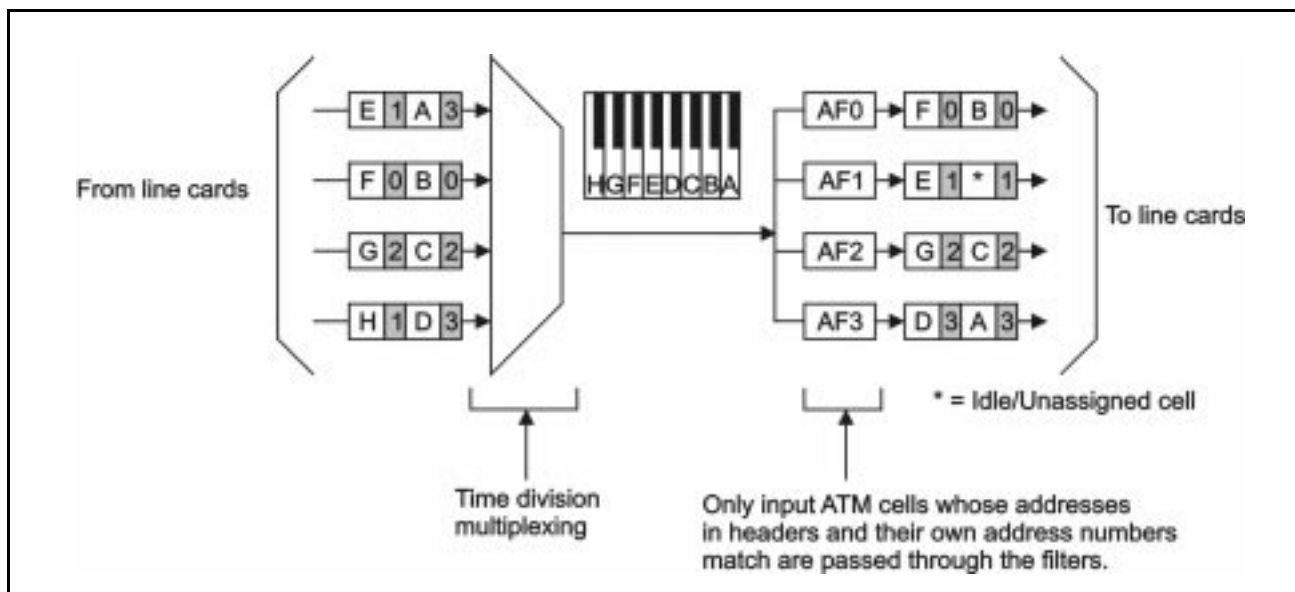 E 1 A 3
F 0 B 0
G 2 C 2
H 1 D 3
From line cards
HGFEDCBA
AF0
AF1
AF2
AF3
F 0 B 0
E 1 * 1
G 2 C 2
D 3 A 3
To line cards
* = Idle/Unassigned cell
Time division
multiplexing
Only input ATM cells whose addresses
in headers and their own address numbers
match are passed through the filters.